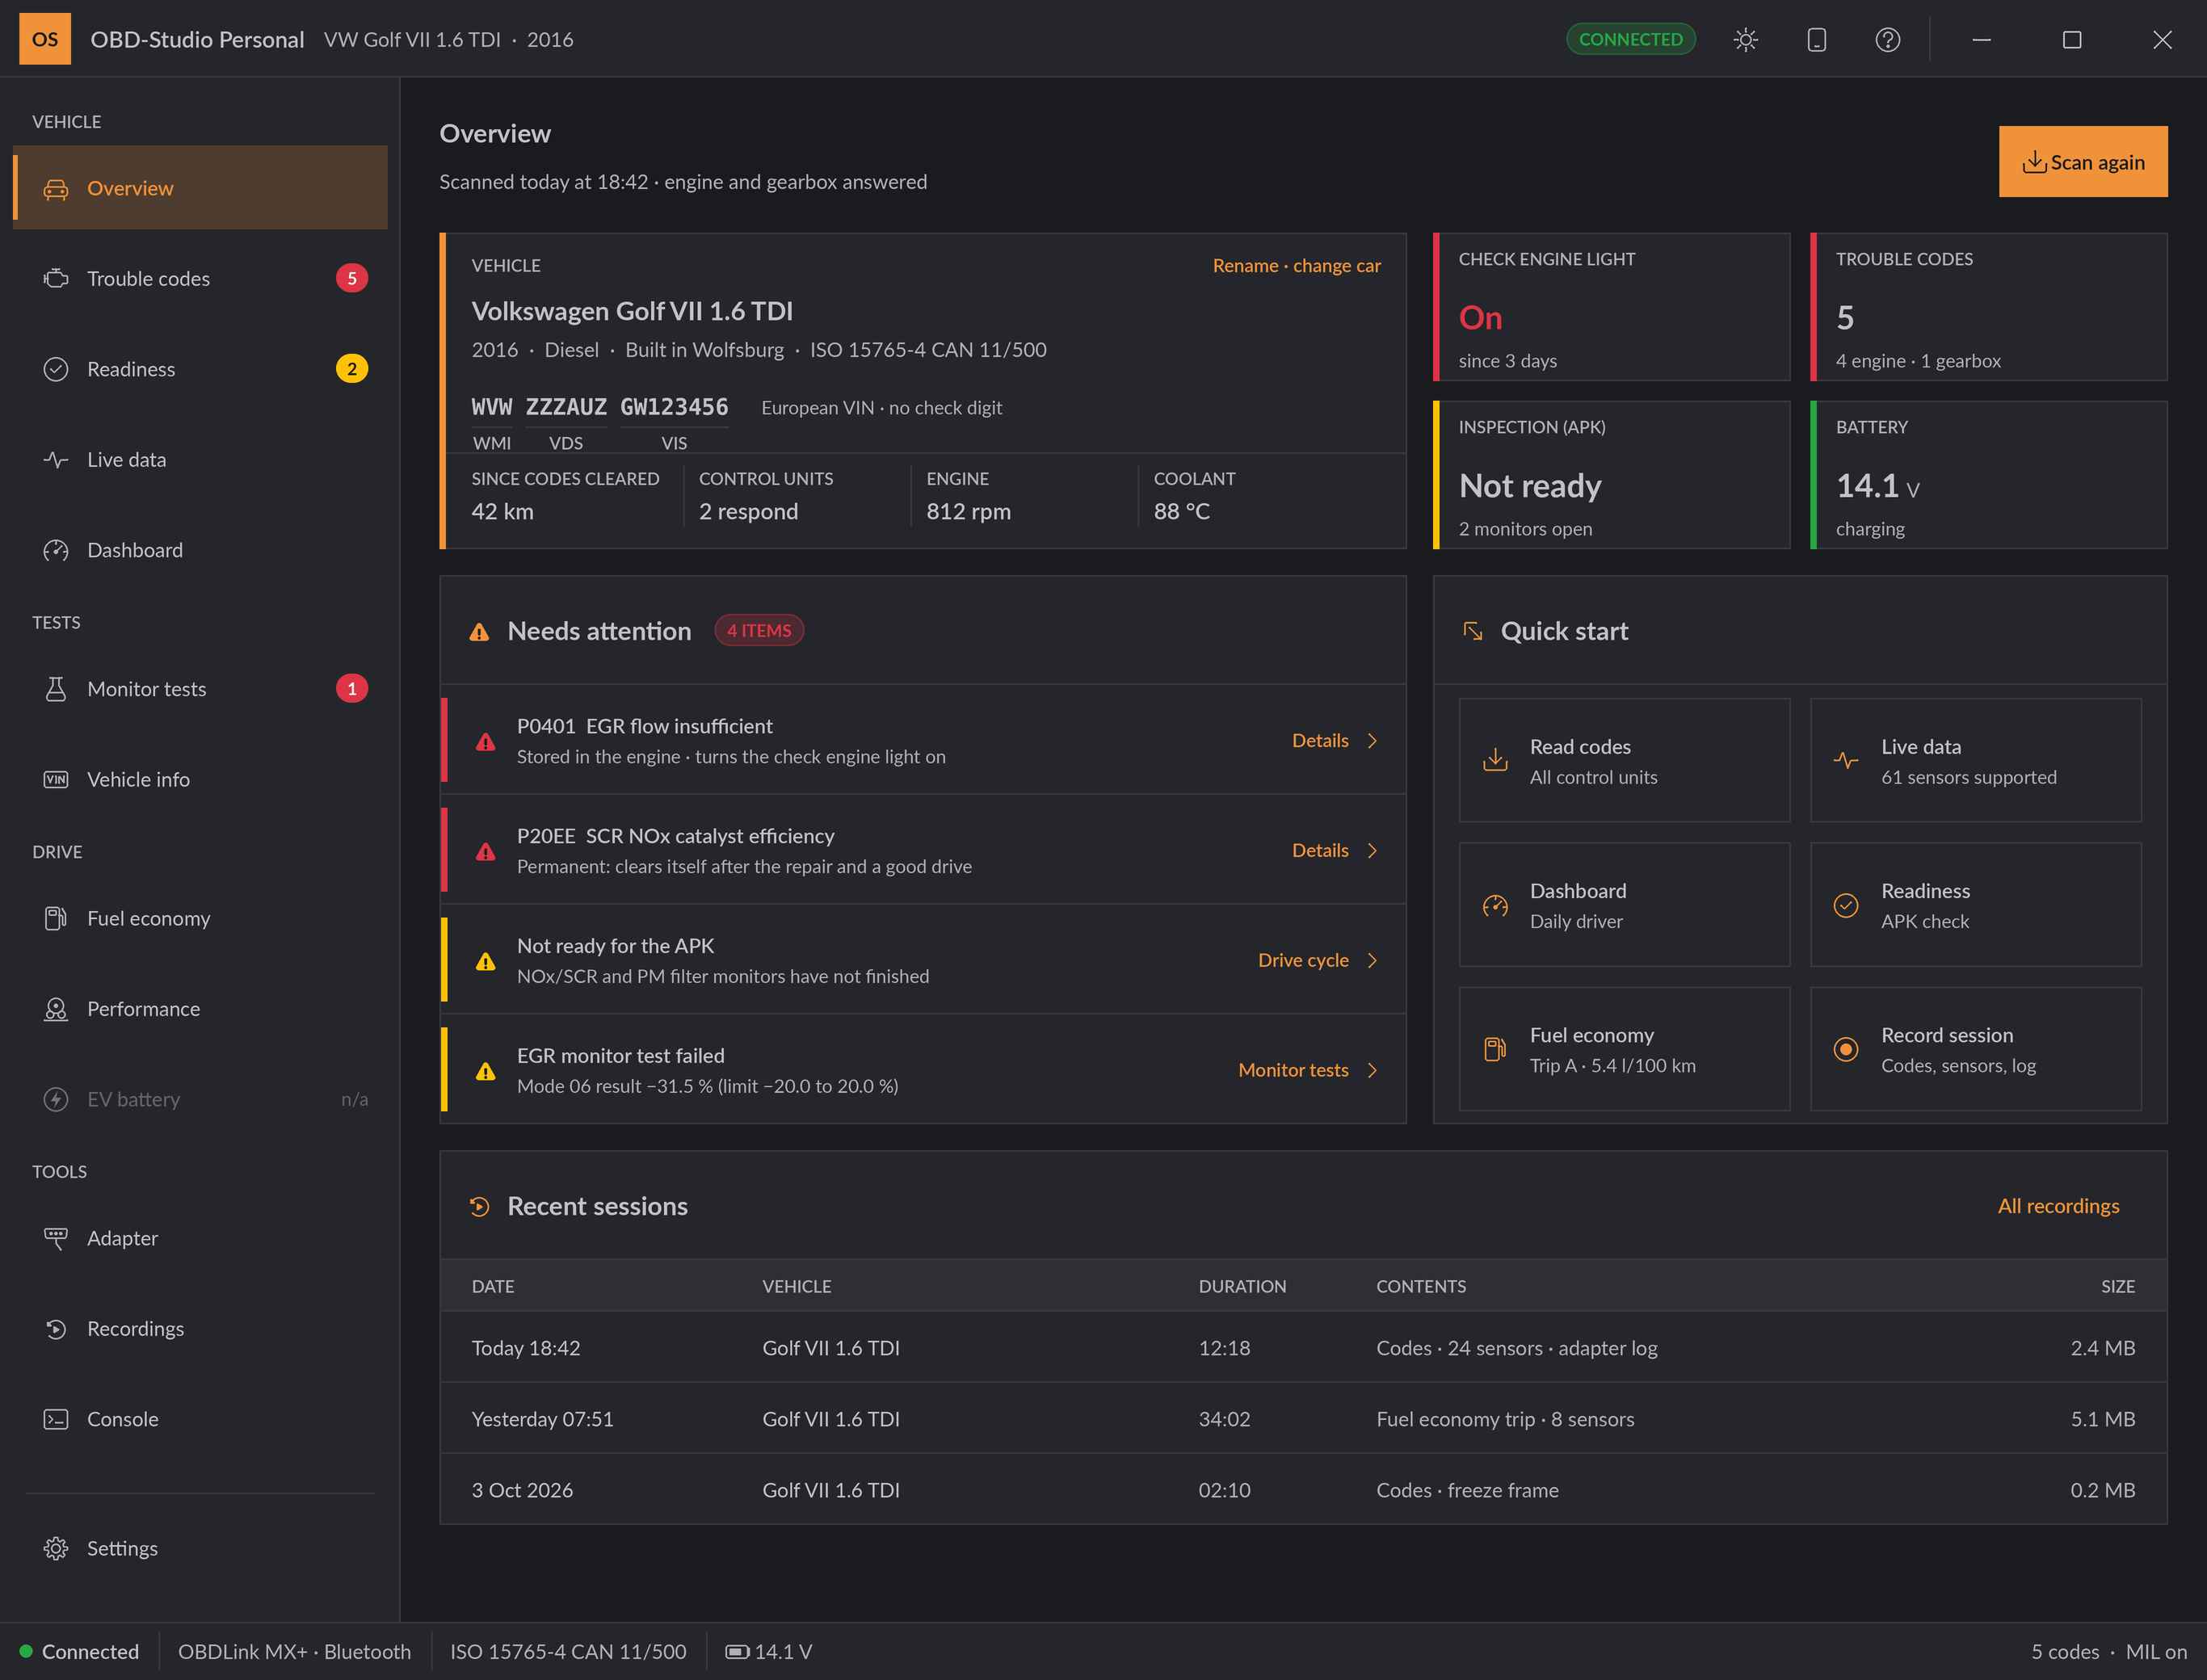 OS OBD-Studio Personal VW Golf VII 1.6 TDI · 2016 CONNECTED
VEHICLE
Overview
Trouble codes 5
Readiness 2
Live data
Dashboard
TESTS
Monitor tests 1
VIN Vehicle info
DRIVE
Fuel economy
Performance
EV battery n/a
TOOLS
Adapter
Recordings
Console
Settings
Overview
Scanned today at 18:42 · engine and gearbox answered
Scan again
VEHICLE Rename · change car
Volkswagen Golf VII 1.6 TDI
2016 · Diesel · Built in Wolfsburg · ISO 15765-4 CAN 11/500
WVW ZZZAUZ GW123456 European VIN · no check digit
WMI VDS VIS
SINCE CODES CLEARED CONTROL UNITS ENGINE COOLANT
42 km 2 respond 812 rpm 88 °C
CHECK ENGINE LIGHT
On
since 3 days
TROUBLE CODES
5
4 engine · 1 gearbox
INSPECTION (APK)
Not ready
2 monitors open
BATTERY
14.1 V
charging
Needs attention 4 ITEMS
P0401 EGR flow insufficient
Stored in the engine · turns the check engine light on
Details
P20EE SCR NOx catalyst efficiency
Permanent: clears itself after the repair and a good drive
Details
Not ready for the APK
NOx/SCR and PM filter monitors have not finished
Drive cycle
EGR monitor test failed
Mode 06 result −31.5 % (limit −20.0 to 20.0 %)
Monitor tests
Quick start
Read codes
All control units
Live data
61 sensors supported
Dashboard
Daily driver
Readiness
APK check
Fuel economy
Trip A · 5.4 l/100 km
Record session
Codes, sensors, log
Recent sessions All recordings
DATE VEHICLE DURATION CONTENTS SIZE
Today 18:42 Golf VII 1.6 TDI 12:18 Codes · 24 sensors · adapter log 2.4 MB
Yesterday 07:51 Golf VII 1.6 TDI 34:02 Fuel economy trip · 8 sensors 5.1 MB
3 Oct 2026 Golf VII 1.6 TDI 02:10 Codes · freeze frame 0.2 MB
Connected OBDLink MX+ · Bluetooth ISO 15765-4 CAN 11/500 14.1 V 5 codes · MIL on